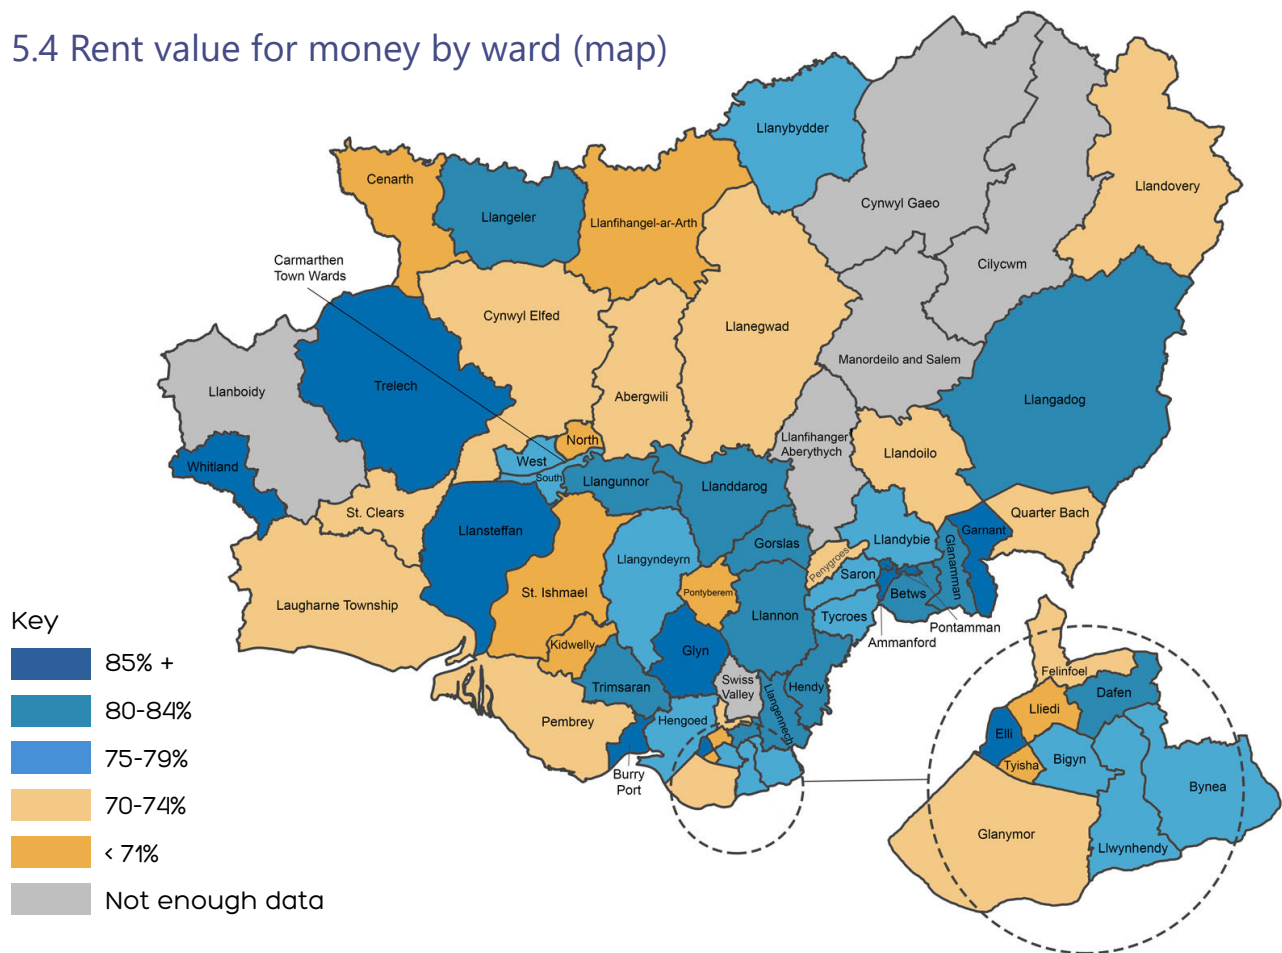 5.4 Rent value for money by ward (map)
Llanybydder
Cenarth
Llangeler
Llanfihangel-ar-Arth
Cynwyl Gaeo
Llandovery
Carmarthen
Town Wards
Cilycwm
Cynwyl Elfed
Llanegwad
Manordeilo and Salem
Llanboidy
Trelech
Abergwili
Llangadog
Llanfihanger
Aberythych
Llandoilo
North
West
South
Whitland
Llangunnor
Llanddarog
St. Clears
Quarter Bach
Llansteffan
Garnant
Llandybie
Gorslas
Glanamman
Llangyndeyrn
Penygroes
Saron
St. Ishmael
Pontyberem
Betws
Laugharne Township
Llannon
Tycroes
Pontamman
Ammanford
Kidwelly
Glyn
Swiss
Valley
Trimsaran
Hendy
Llangennech
Pembrey
Hengoed
Burry
Port
Felinfoel
Dafen
Lliedi
Elli
Tyisha
Bigyn
Bynea
Glanymor
Llwynhendy
Key
85% +
80-84%
75-79%
70-74%
< 71%
Not enough data